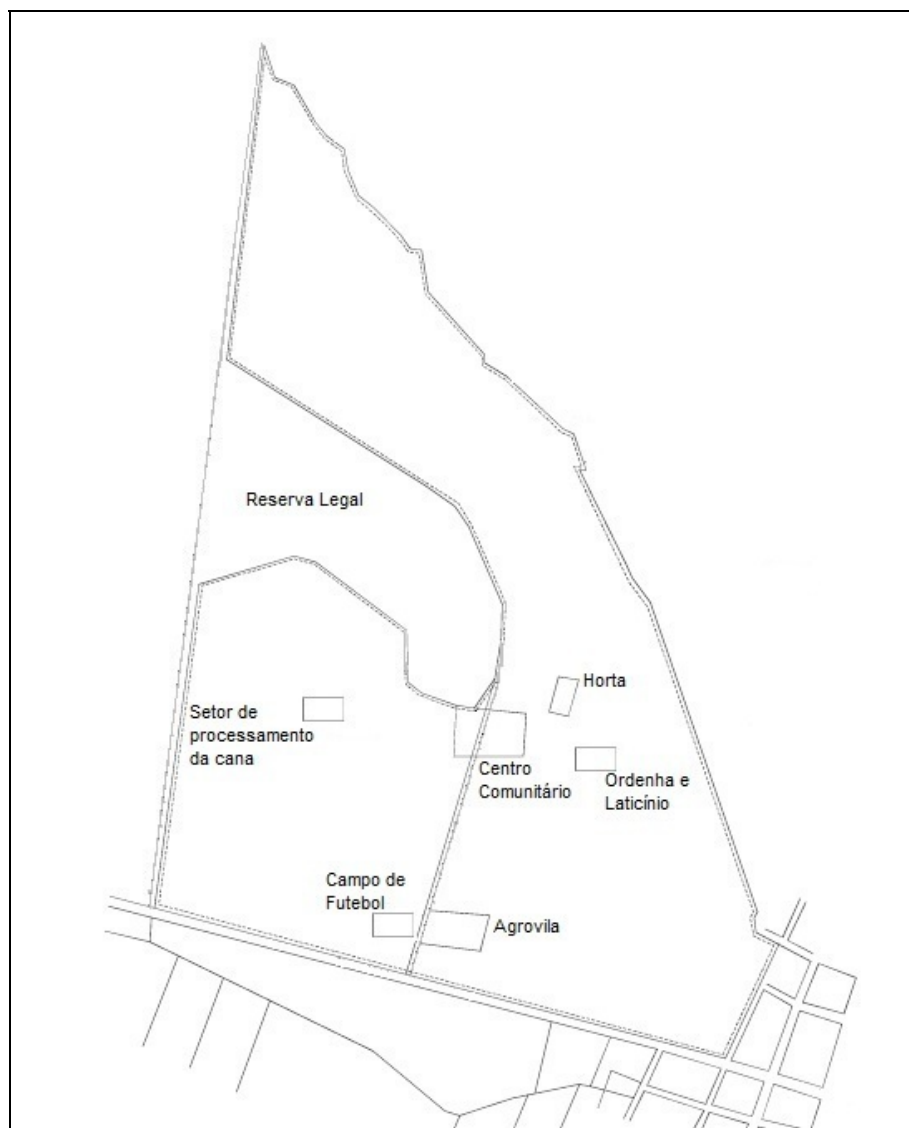 Reserva Legal
Horta
Setor de
processamento
da cana
Centro
Comunitário
Ordenha e
Laticínio
Campo de
Futebol
Agrovila